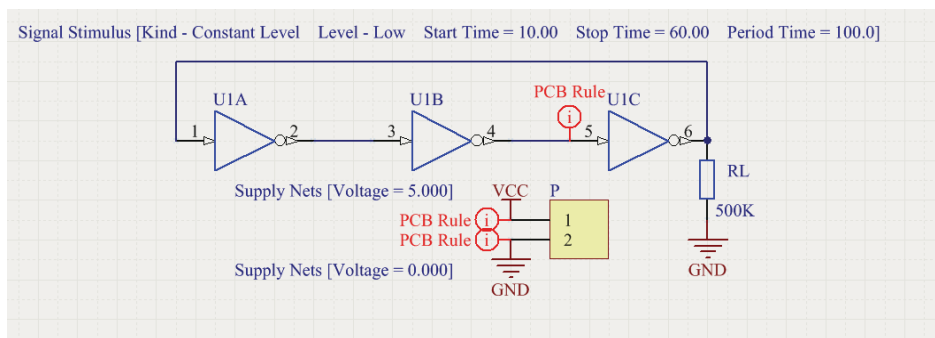 Signal Stimulus [Kind - Constant Level Level - Low Start Time = 10.00 Stop Time = 60.00 Period Time = 100.0]
PCB Rule
U1A U1B U1C
1 2 3 4 5 6
i
RL
500K
GND
Supply Nets [Voltage = 5.000] VCC P
PCB Rule i 1
PCB Rule i 2
Supply Nets [Voltage = 0.000]
GND